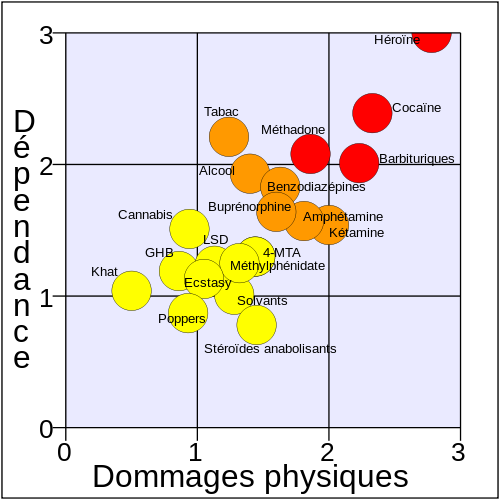 3
Héroïne
Cocaïne
Tabac
Méthadone
Barbituriques
2
Alcool
Benzodiazépines
Buprénorphine
Cannabis
Amphétamine
Kétamine
LSD
GHB
4-MTA
Méthylphénidate
Khat
Ecstasy
1
Solvants
Poppers
Stéroïdes anabolisants
0
0
1
2
3
Dépendance
Dommages physiques